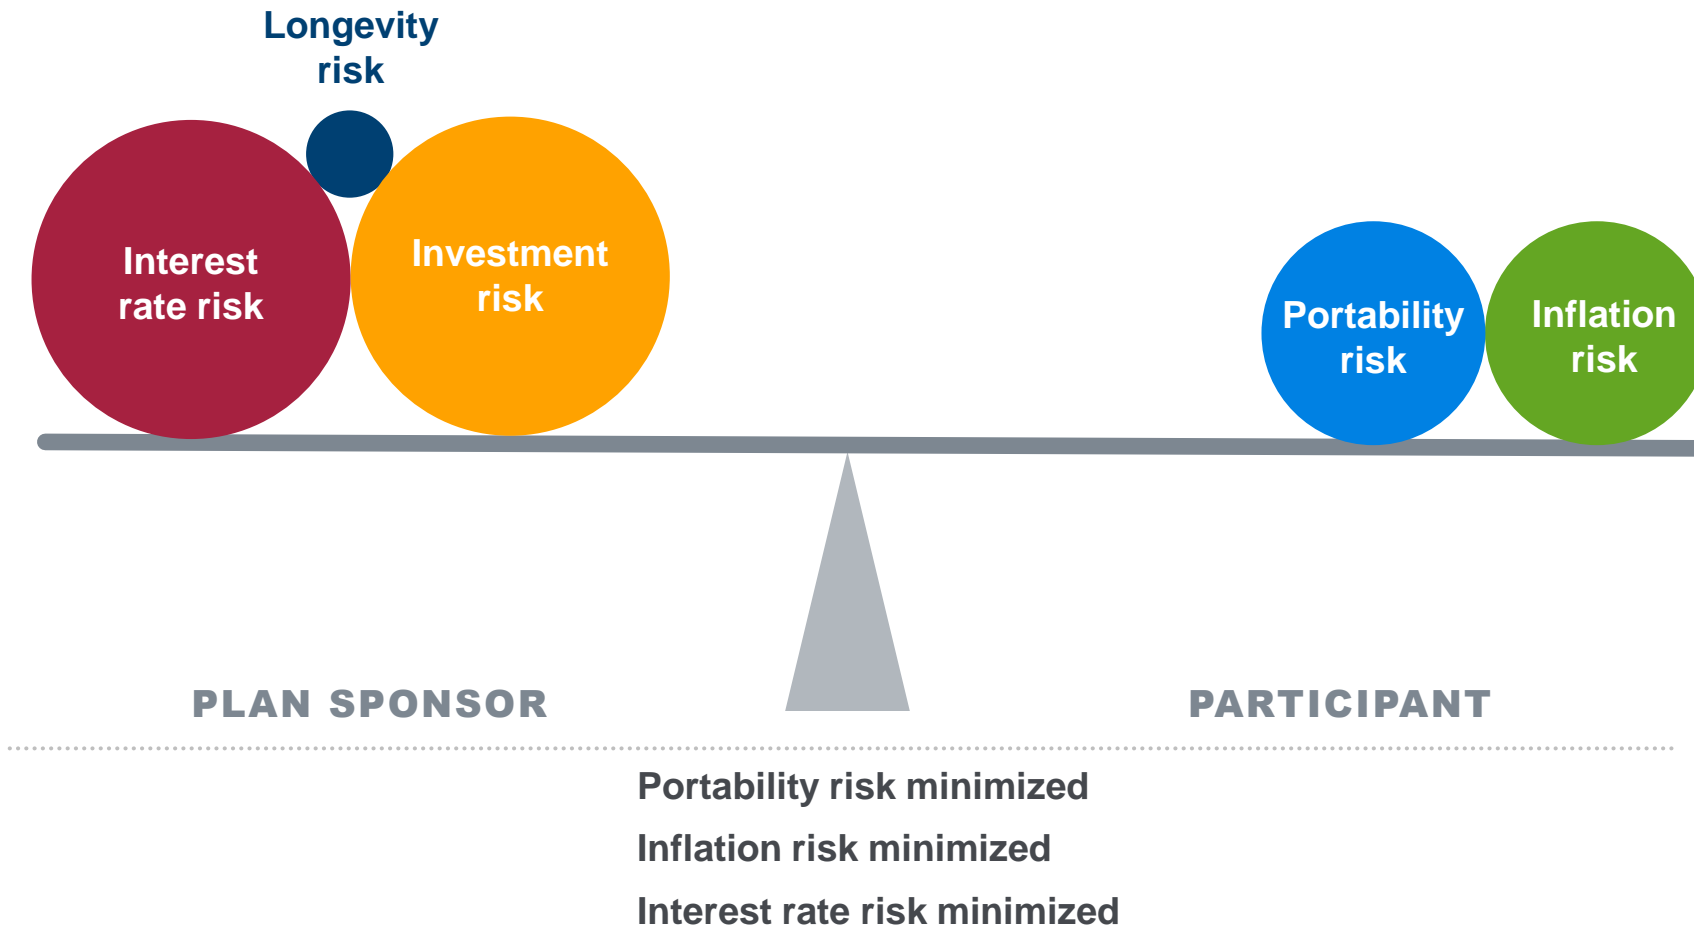 Longevity
risk
Interest
rate risk
Investment
risk
Portability
risk
Inflation
risk
PLAN SPONSOR
PARTICIPANT
Portability risk minimized
Inflation risk minimized
Interest rate risk minimized